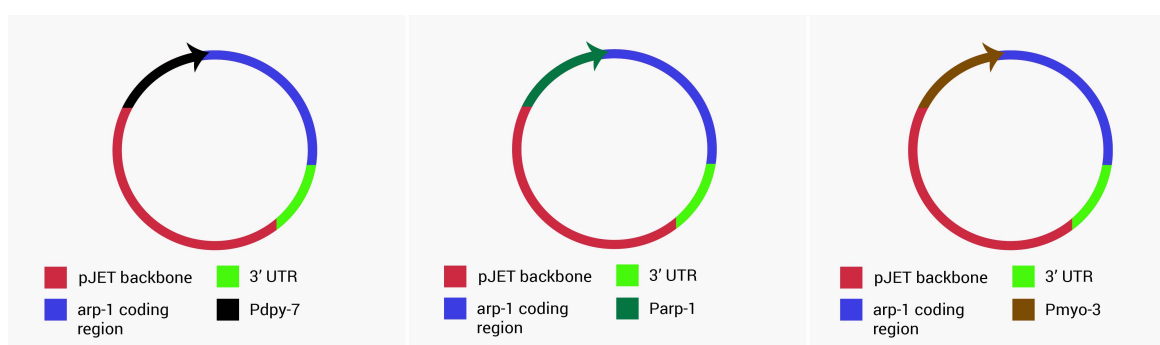 pJET backbone
3’ UTR
arp-1 coding
region
Pdpy-7
pJET backbone
3’ UTR
arp-1 coding
region
Parp-1
pJET backbone
3’ UTR
arp-1 coding
region
Pmyo-3